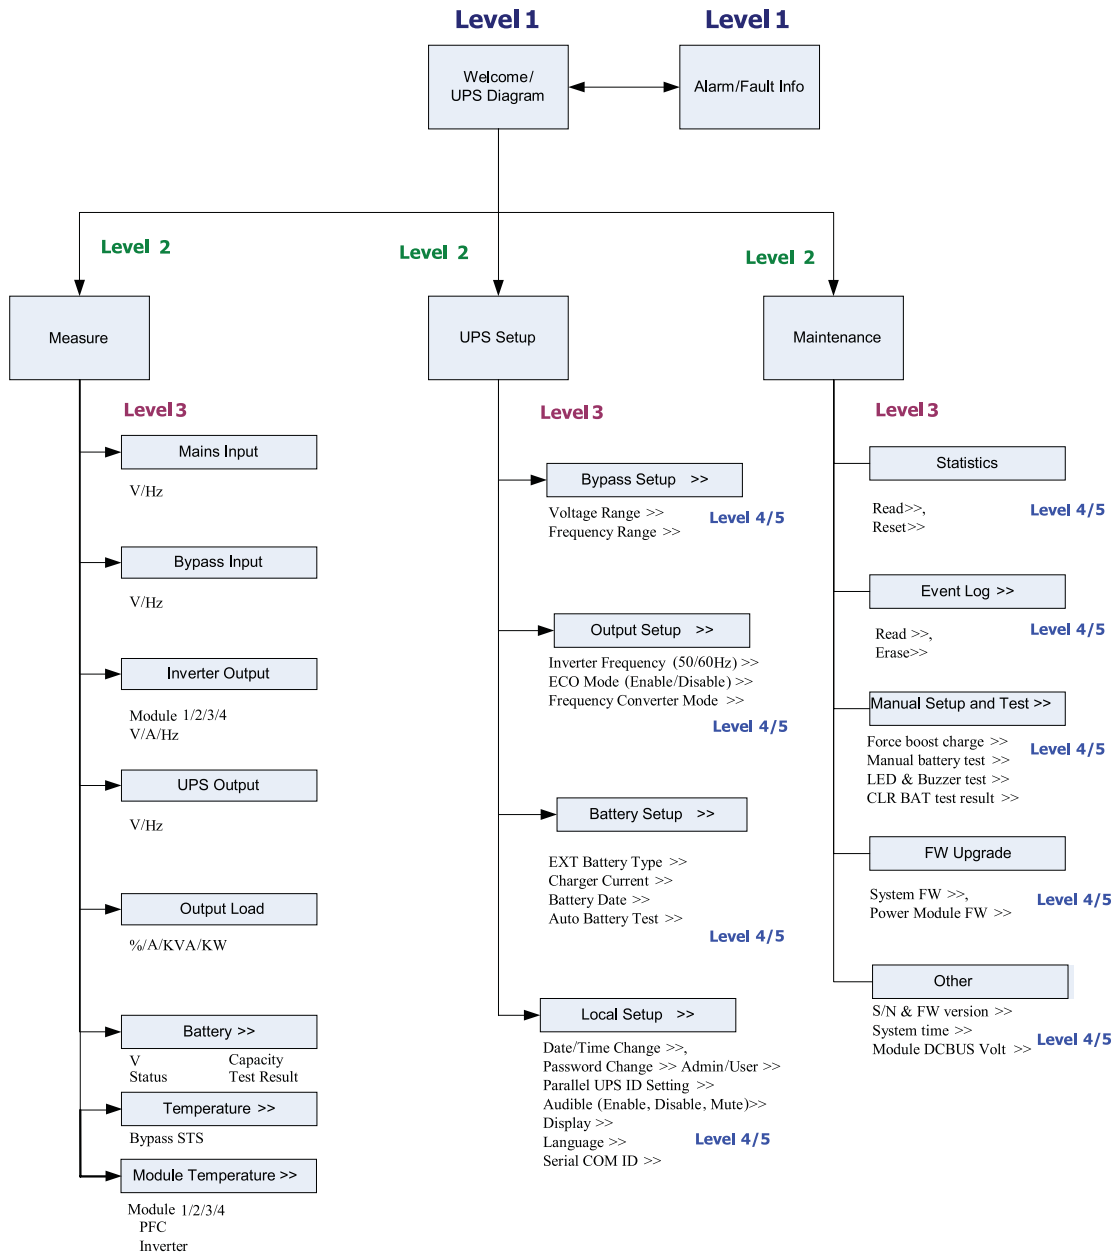 Level 1
Level 1
Welcome/
UPS Diagram
Alarm/Fault Info
Level 2
Level 2
Level 2
Measure
UPS Setup
Maintenance
Level 3
Mains Input
V/Hz
Bypass Input
V/Hz
Inverter Output
Module 1/2/3/4
V/A/Hz
UPS Output
V/Hz
Output Load
%/A/KVA/KW
Battery >>
V Capacity
Status Test Result
Temperature >>
Bypass STS
Module Temperature >>
Module 1/2/3/4
PFC
Inverter
Level 3
Bypass Setup >>
Voltage Range >>
Frequency Range >>
Level 4/5
Output Setup >>
Inverter Frequency (50/60Hz) >>
ECO Mode (Enable/Disable) >>
Frequency Converter Mode >>
Level 4/5
Battery Setup >>
EXT Battery Type >>
Charger Current >>
Battery Date >>
Auto Battery Test >>
Level 4/5
Local Setup >>
Date/Time Change >>,
Password Change >> Admin/User >>
Parallel UPS ID Setting >>
Audible (Enable, Disable, Mute)>>
Display >>
Language >>
Serial COM ID >>
Level 4/5
Level 3
Statistics
Read>>,
Reset>>
Level 4/5
Event Log >>
Read >>,
Erase>>
Level 4/5
Manual Setup and Test >>
Force boost charge >>
Manual battery test >>
LED & Buzzer test >>
CLR BAT test result >>
Level 4/5
FW Upgrade
System FW >>,
Power Module FW >>
Level 4/5
Other
S/N & FW version >>
System time >>
Module DCBUS Volt >>
Level 4/5